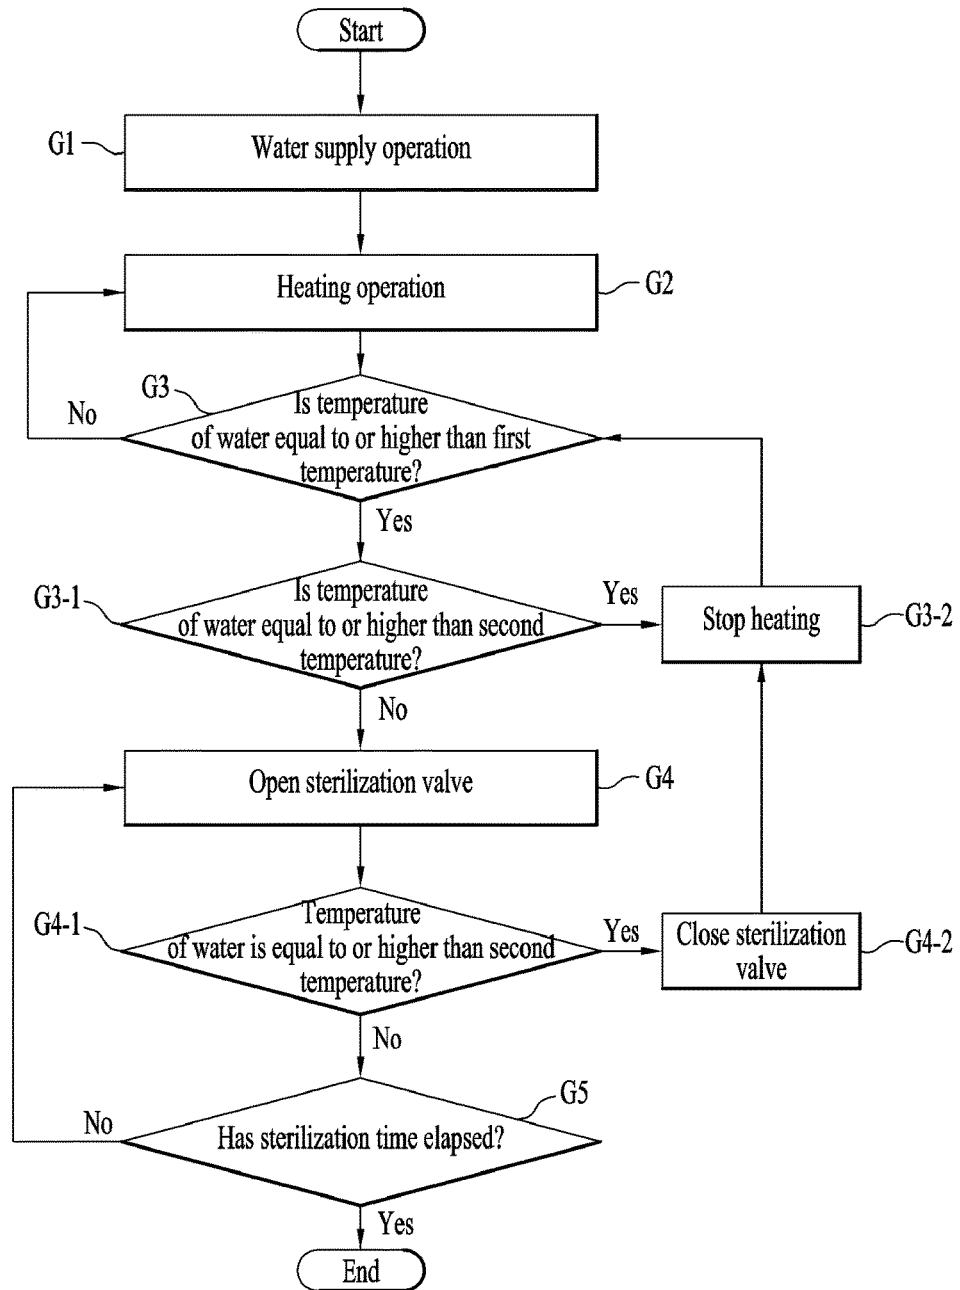 Start
G1
Water supply operation
Heating operation
G2
G3
No
Is temperature
of water equal to or higher than first
temperature?
Yes
G3-1
Is temperature
of water equal to or higher than second
temperature?
Yes
Stop heating
G3-2
No
Open sterilization valve
G4
G4-1
Temperature
of water is equal to or higher than second
temperature?
Yes
Close sterilization
valve
G4-2
No
G5
No
Has sterilization time elapsed?
Yes
End